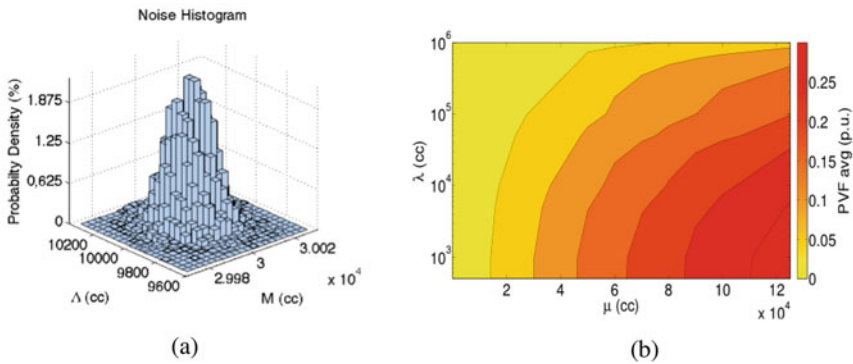 Noise Histogram
Probabilty Density (%)
1.875
1.25
0.625
0
10200
10000
9800
9600
Λ (cc)
2.998
3
3.002
x 10⁴
M (cc)
(a)
10⁶
10⁵
10⁴
10³
λ (cc)
2
4
6
8
10
12
x 10⁴
μ (cc)
0.25
0.2
0.15
0.1
0.05
0
PVF avg (p.u.)
(b)